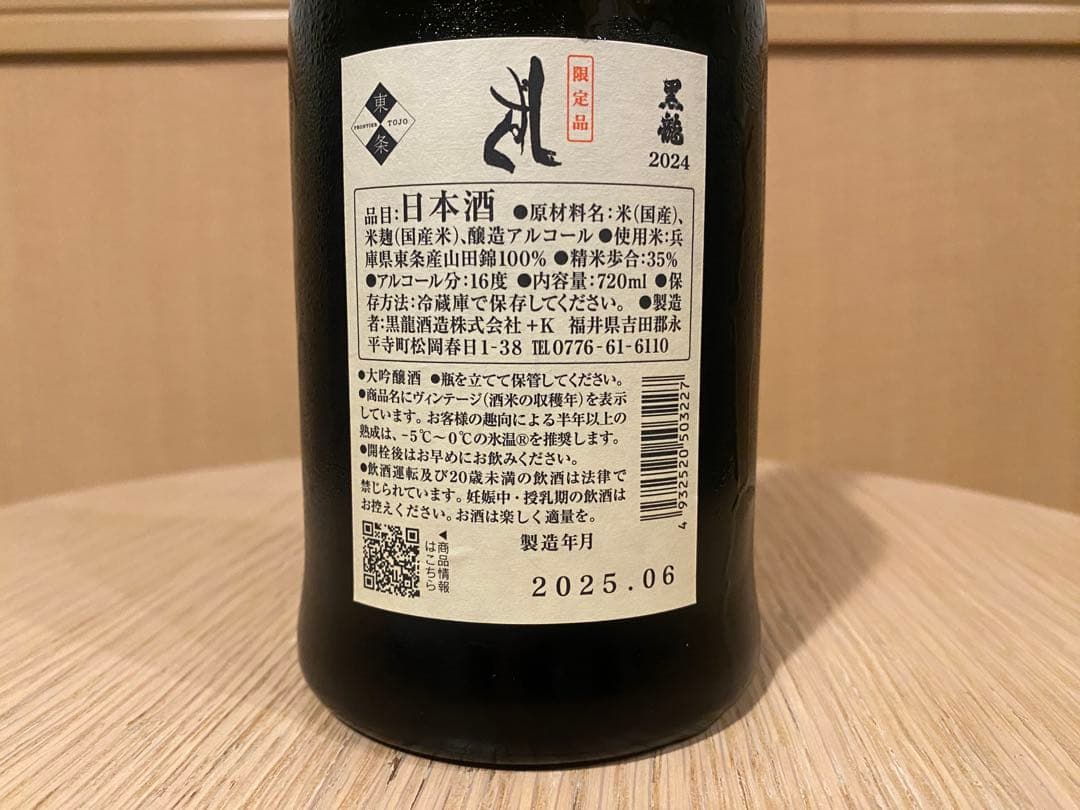 東
FRONTIER TOJO
条
限定品
黒龍
2024
品目:日本酒 ●原材料名:米(国産)、
米麹(国産米)、醸造アルコール ●使用米:兵
庫県東条産山田錦100% ●精米歩合:35%
●アルコール分:16度 ●内容量:720ml ●保
存方法:冷蔵庫で保存してください。 ●製造
者:黒龍酒造株式会社+K 福井県吉田郡永
平寺町松岡春日1-38 TEL0776-61-6110
●大吟醸酒 ●瓶を立てて保管してください。
●商品名にヴィンテージ(酒米の収穫年)を表示
しています。お客様の趣向による半年以上の
熟成は、-5℃〜0℃の氷温®を推奨します。
●開栓後はお早めにお飲みください。
●飲酒運転及び20歳未満の飲酒は法律で
禁じられています。妊娠中・授乳期の飲酒は
お控えください。お酒は楽しく適量を。
4932520503227
◀商品情報
はこちら
製造年月
2025.06